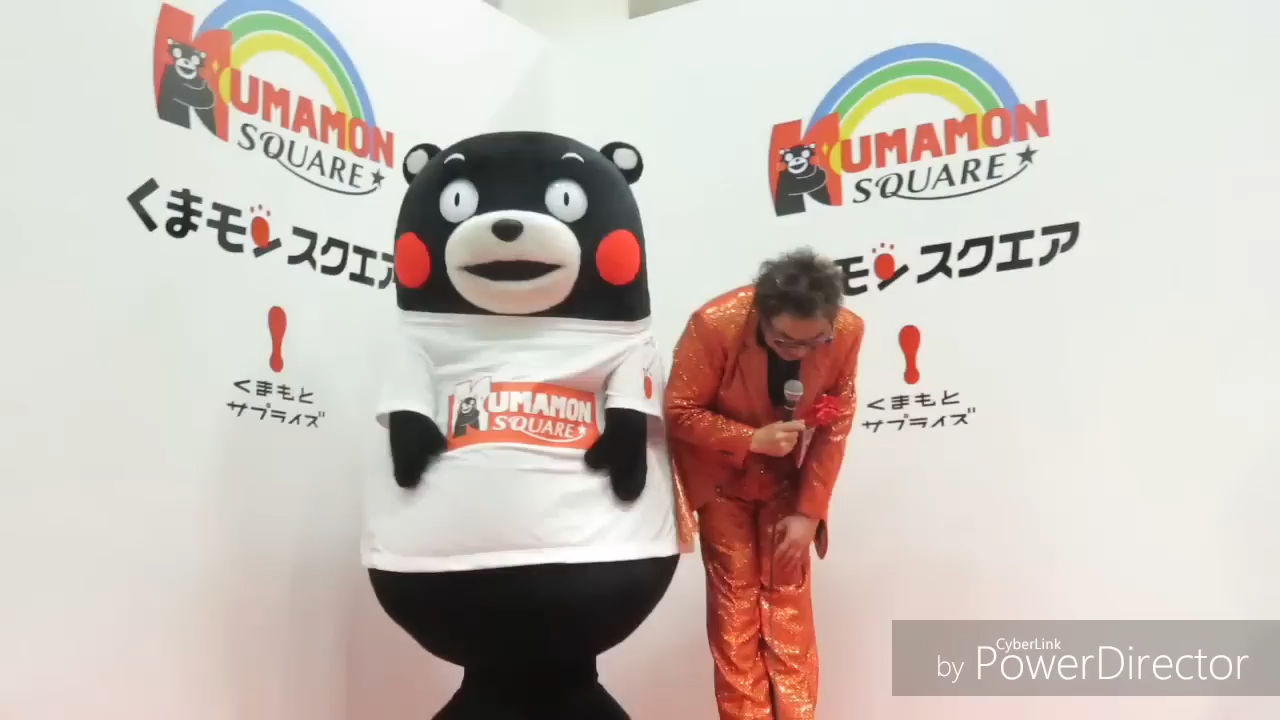 KUMAMON
SQUARE
くまモンスクエア
くまもと
サプライズ
KUMAMON
SQUARE
モンスクエア
くまもと
サプライズ
KUMAMON
SQUARE
CyberLink
by PowerDirector